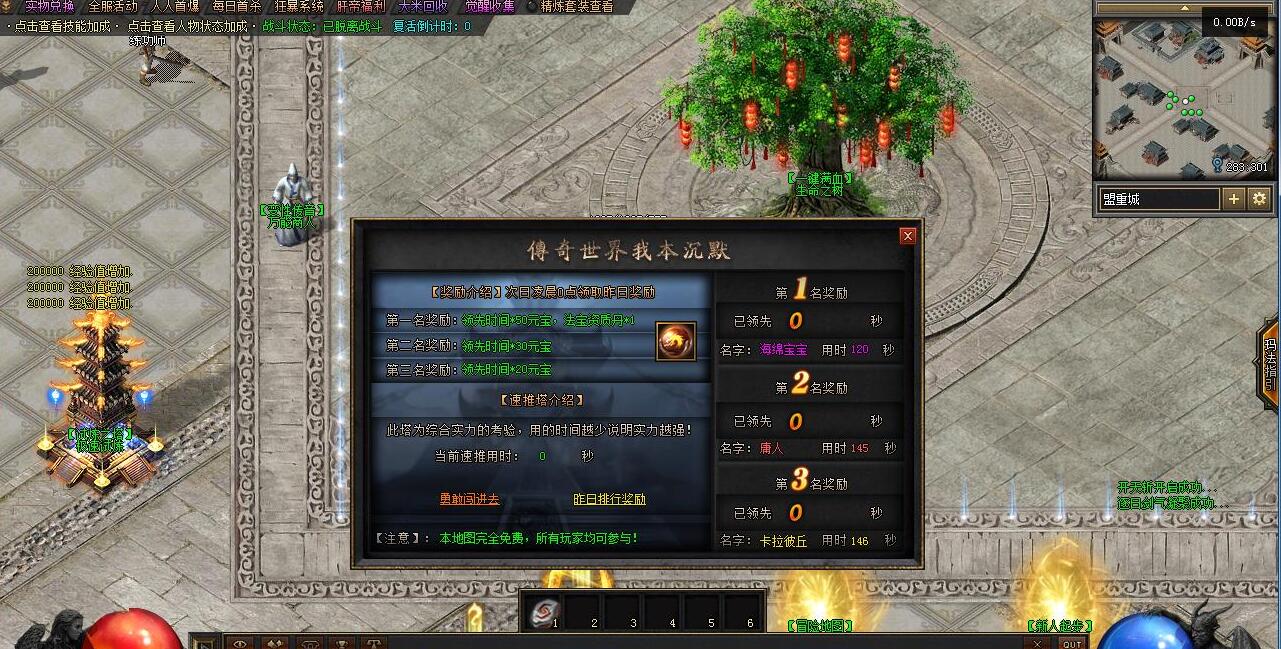 实物兑换 全服活动 人人首爆 每日首杀 狂暴系统 肝帝福利 大米回收 觉醒收集 精炼套装查看
·点击查看技能加成·点击查看人物状态加成·战斗状态：已脱离战斗 复活倒计时：0
练功师
0.00B/s
283:301
盟重城
【一键满血】
生命之树
万能商人
200000 经验值增加.
200000 经验值增加.
200000 经验值增加.
傳奇世界我本沉默
【奖励介绍】次日凌晨0点领取昨日奖励
第一名奖励：领先时间*50元宝，法宝资质丹*1
第二名奖励：领先时间*30元宝
第三名奖励：领先时间*20元宝
【速推塔介绍】
此塔为综合实力的考验，用的时间越少说明实力越强！
当前速推用时： 0 秒
勇敢闯进去 昨日排行奖励
【注意】：本地图完全免费，所有玩家均可参与！
第1名奖励
已领先 0 秒
名字：海绵宝宝 用时 120 秒
第2名奖励
已领先 0 秒
名字：庸人 用时 145 秒
第3名奖励
已领先 0 秒
名字：卡拉彼丘 用时 146 秒
玛法指引
开天斩开启成功...
逐日剑气凝聚成功...
1 2 3 4 5 6
【冒险地图】
【新人起步】
OUT